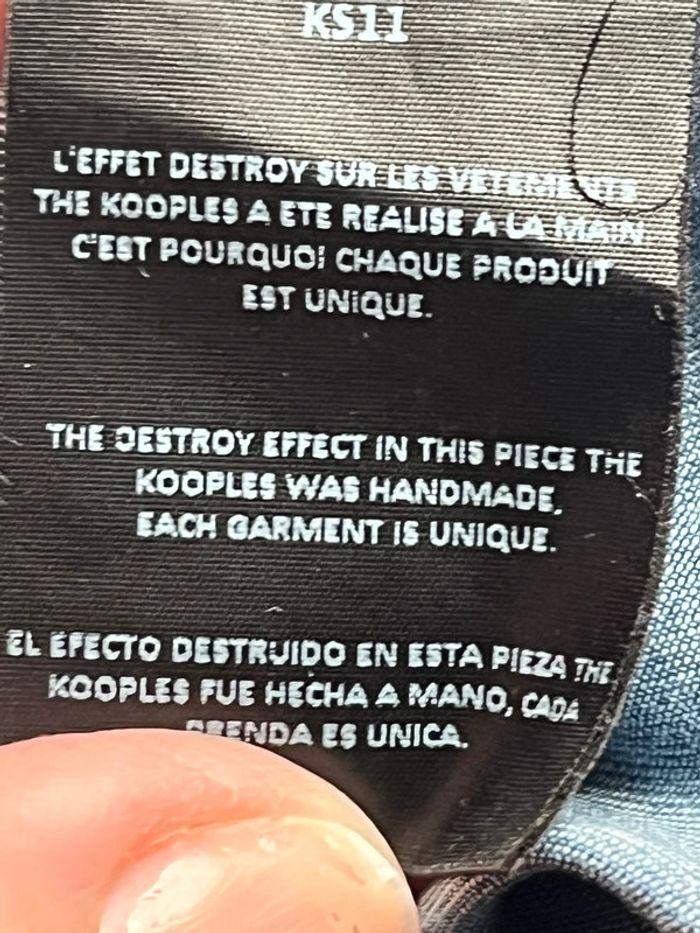 KS11
L'EFFET DESTROY SUR LES VETEMENTS
THE KOOPLES A ETE REALISE A LA MAIN
C'EST POURQUOI CHAQUE PRODUIT
EST UNIQUE.
THE DESTROY EFFECT IN THIS PIECE THE
KOOPLES WAS HANDMADE,
EACH GARMENT IS UNIQUE.
EL EFECTO DESTRUIDO EN ESTA PIEZA THE
KOOPLES FUE HECHA A MANO, CADA
PRENDA ES UNICA.